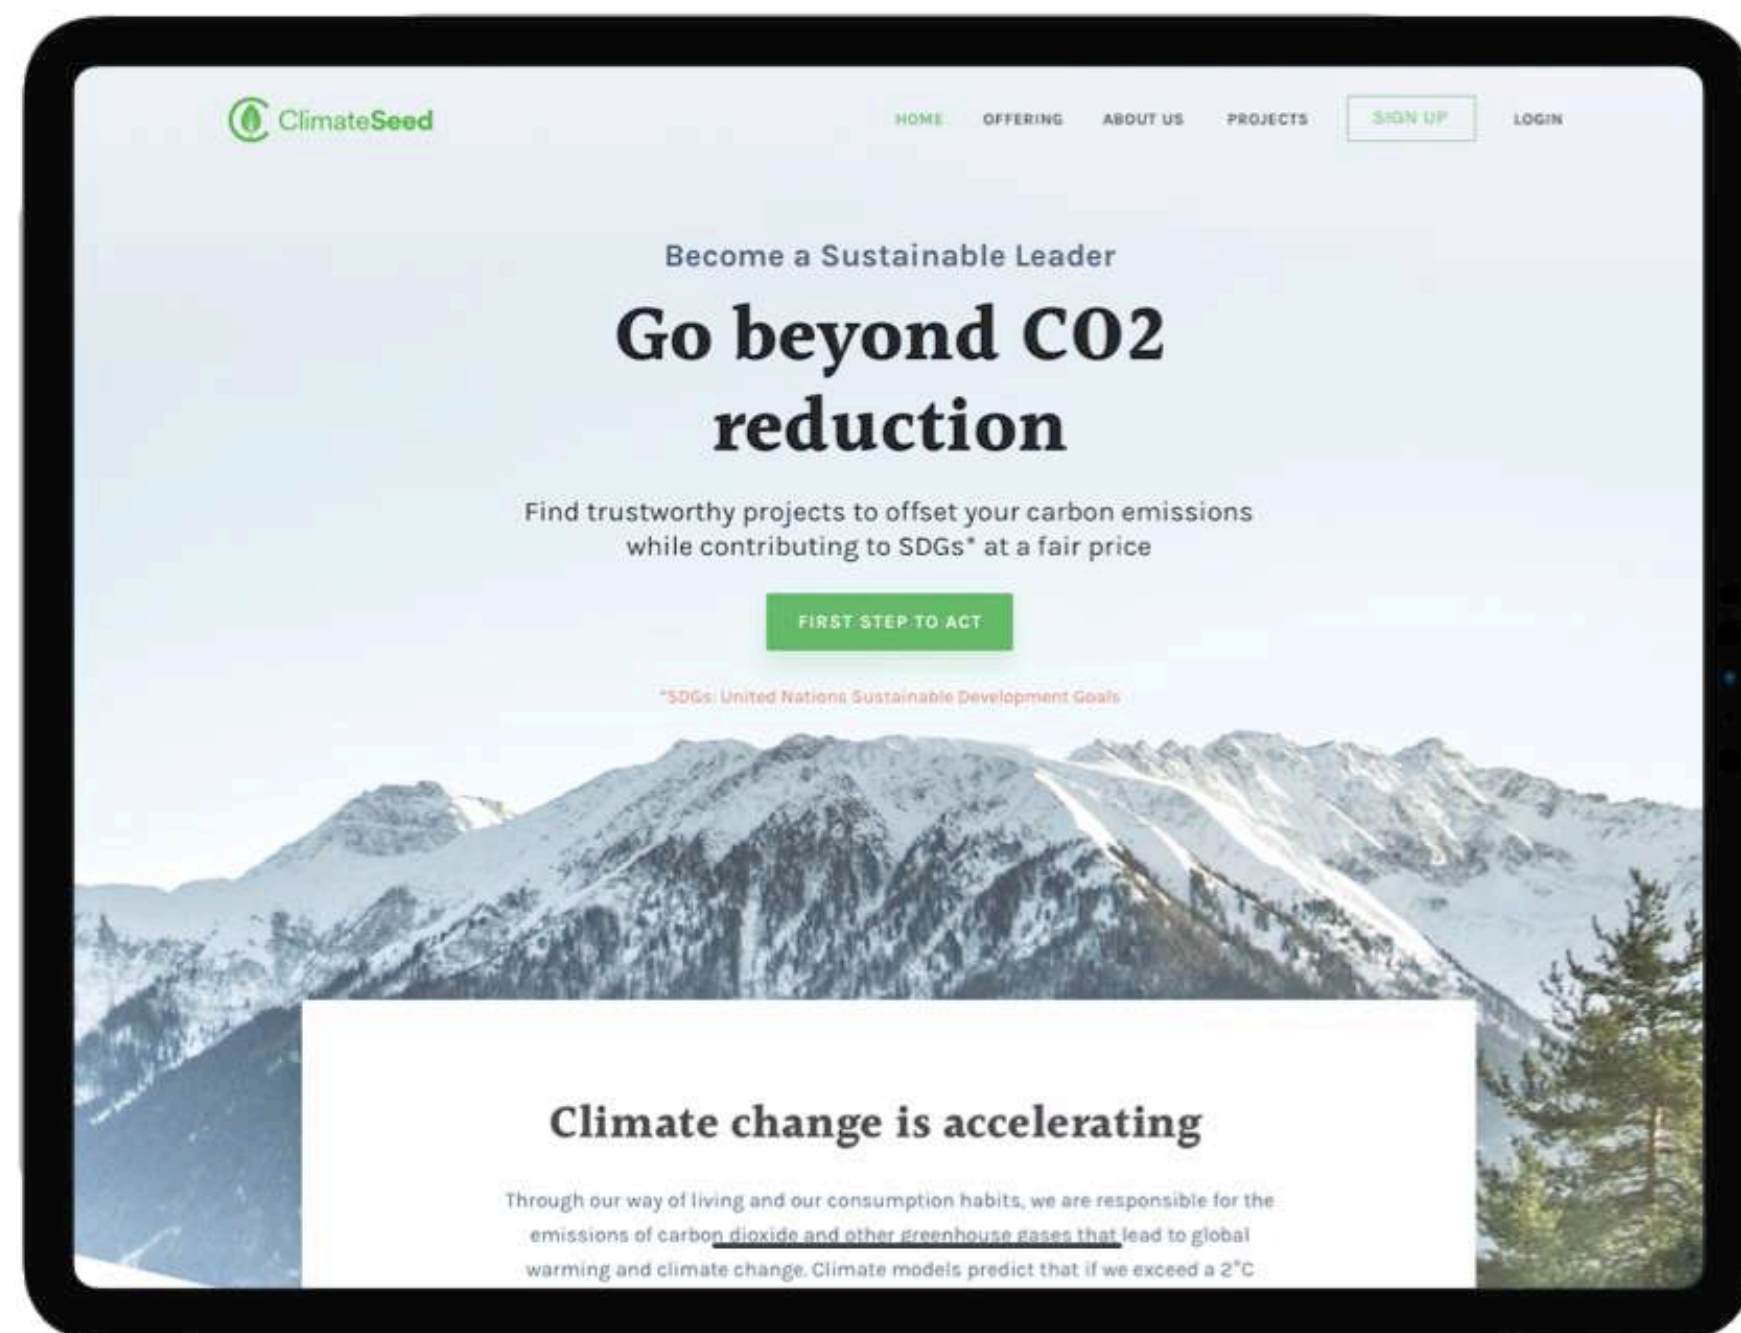 ClimateSeed
HOME OFFERING ABOUT US PROJECTS SIGN UP LOGIN
Become a Sustainable Leader
Go beyond CO2
reduction
Find trustworthy projects to offset your carbon emissions
while contributing to SDGs* at a fair price
FIRST STEP TO ACT
*SDGs: United Nations Sustainable Development Goals
Climate change is accelerating
Through our way of living and our consumption habits, we are responsible for the
emissions of carbon dioxide and other greenhouse gases that lead to global
warming and climate change. Climate models predict that if we exceed a 2°C